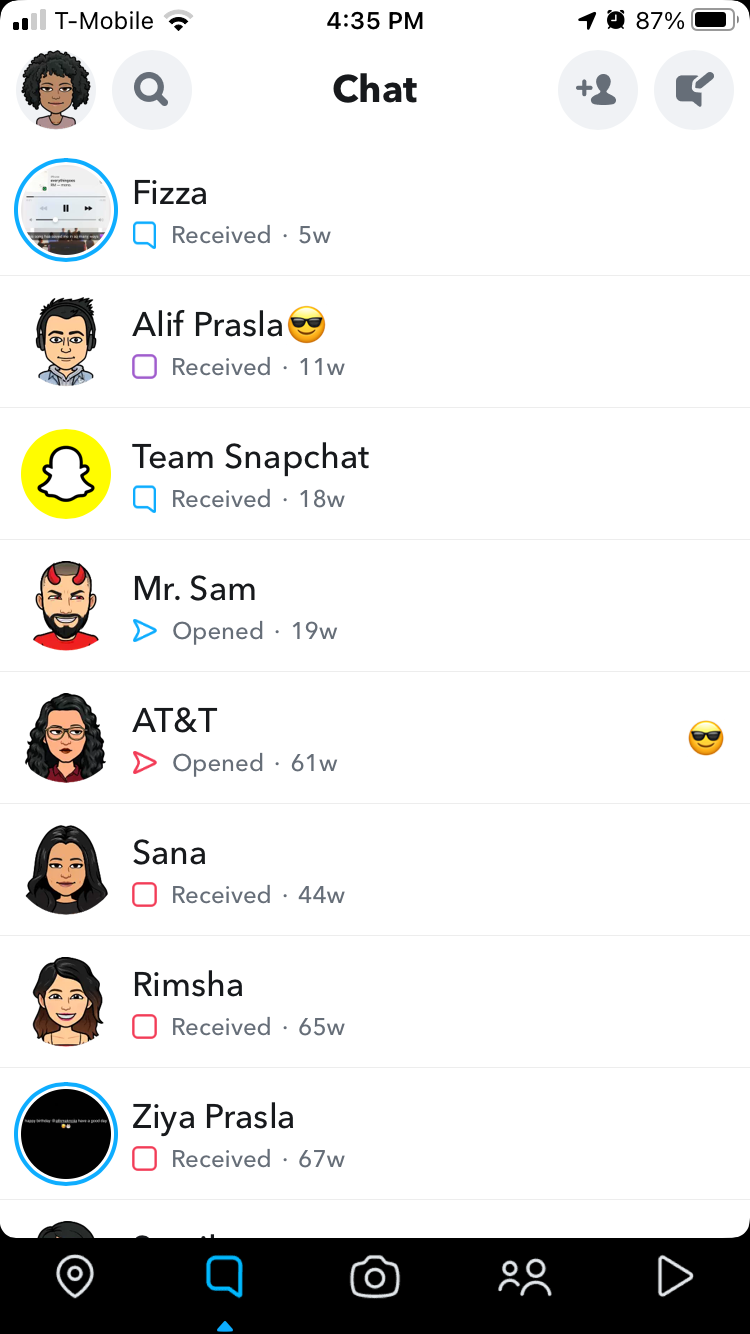 T-Mobile 4:35 PM 87%
Chat
Fizza
Received · 5w
Alif Prasla😎
Received · 11w
Team Snapchat
Received · 18w
Mr. Sam
Opened · 19w
AT&T
Opened · 61w
😎
Sana
Received · 44w
Rimsha
Received · 65w
Ziya Prasla
Received · 67w